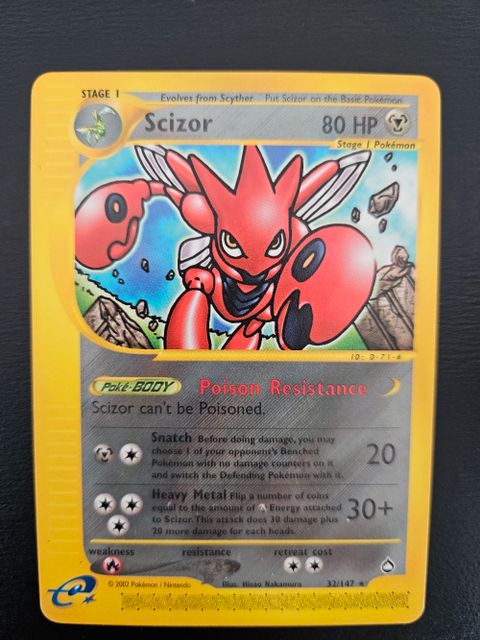 STAGE 1
Evolves from Scyther Put Scizor on the Basic Pokémon
Scizor 80 HP
Stage 1 Pokémon
ID: D-71-★
Poké-BODY Poison Resistance
Scizor can't be Poisoned.
Snatch Before doing damage, you may
choose 1 of your opponent's Benched
Pokémon with no damage counters on it
and switch the Defending Pokémon with it.
20
Heavy Metal Flip a number of coins
equal to the amount of Energy attached
to Scizor. This attack does 30 damage plus
20 more damage for each heads.
30+
weakness resistance retreat cost
© 2002 Pokémon / Nintendo Illus. Hisao Nakamura 32/147 ★
e